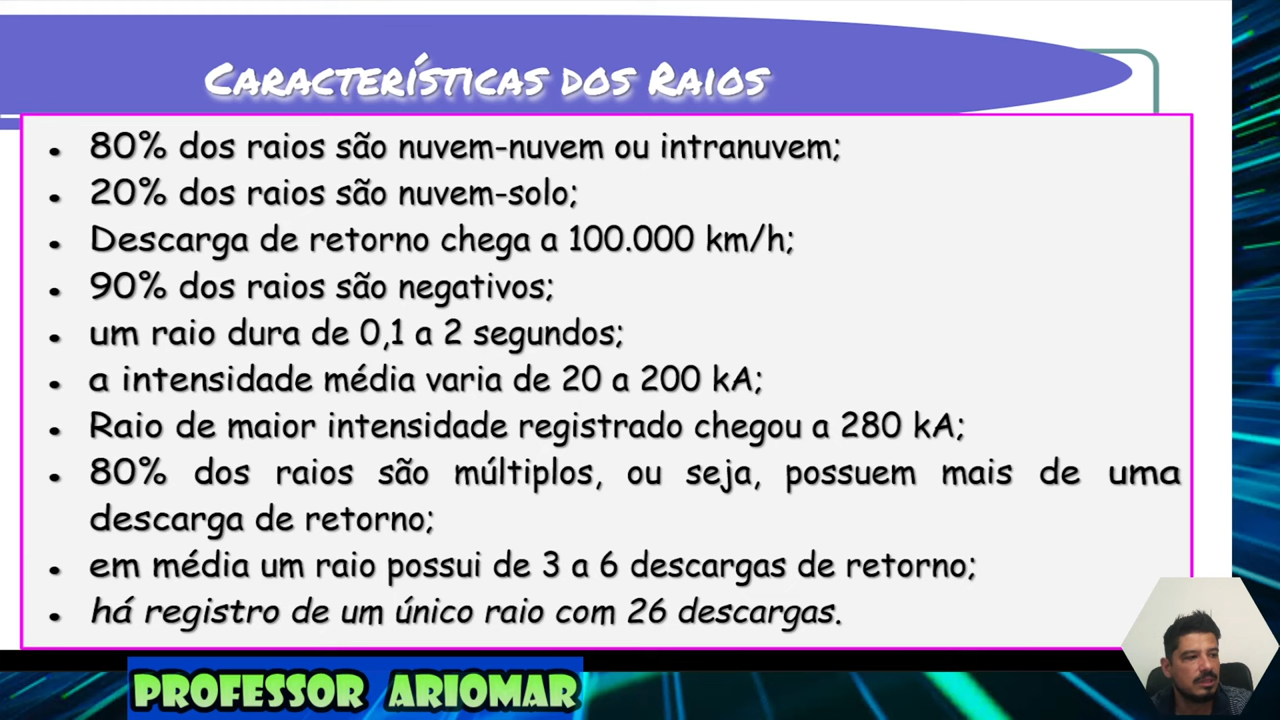 Características dos Raios
• 80% dos raios são nuvem-nuvem ou intranuvem;
• 20% dos raios são nuvem-solo;
• Descarga de retorno chega a 100.000 km/h;
• 90% dos raios são negativos;
• um raio dura de 0,1 a 2 segundos;
• a intensidade média varia de 20 a 200 kA;
• Raio de maior intensidade registrado chegou a 280 kA;
• 80% dos raios são múltiplos, ou seja, possuem mais de uma
descarga de retorno;
• em média um raio possui de 3 a 6 descargas de retorno;
• há registro de um único raio com 26 descargas.
PROFESSOR ARIOMAR